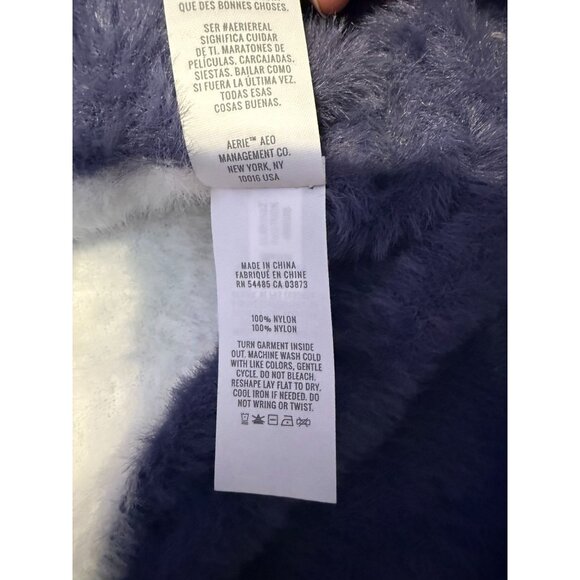 QUE DES BONNES CHOSES.
SER #AERIEREAL
SIGNIFICA CUIDAR
DE TI. MARATONES DE
PELÍCULAS, CARCAJADAS,
SIESTAS. BAILAR COMO
SI FUERA LA ÚLTIMA VEZ.
TODAS ESAS
COSAS BUENAS.
AERIE™ AEO
MANAGEMENT CO.
NEW YORK, NY
10016 USA
MADE IN CHINA
FABRIQUÉ EN CHINE
RN 54485 CA 03873
100% NYLON
100% NYLON
TURN GARMENT INSIDE
OUT. MACHINE WASH COLD
WITH LIKE COLORS, GENTLE
CYCLE. DO NOT BLEACH.
RESHAPE LAY FLAT TO DRY.
COOL IRON IF NEEDED. DO
NOT WRING OR TWIST.